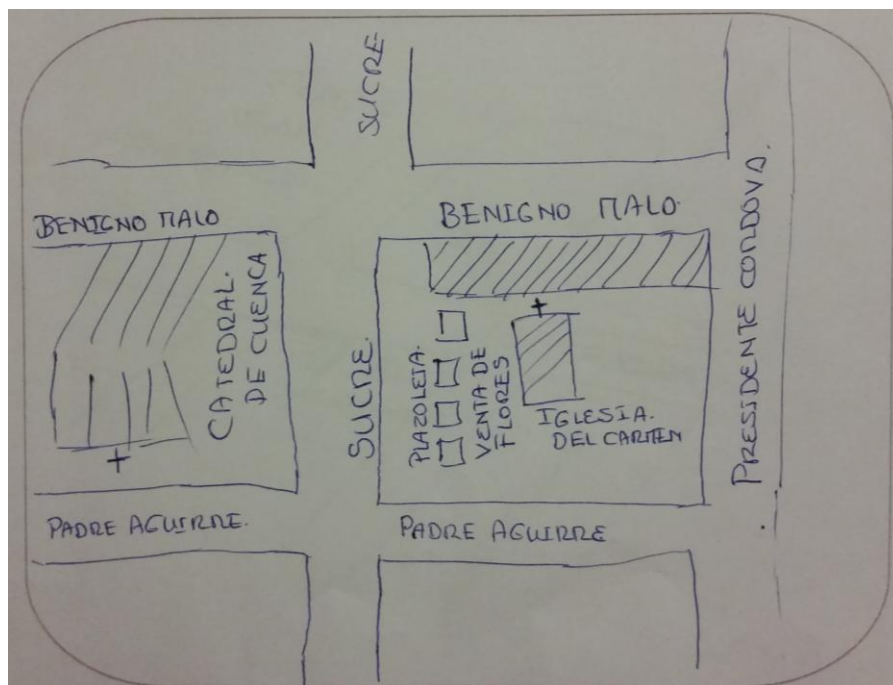 SUCRE
BENIGNO MALO
BENIGNO MALO.
PRESIDENTE CORDOVA.
CATEDRAL.
DE CUENCA
SUCRE.
PLAZOLETA.
VENTA DE
FLORES
IGLESIA.
DEL CARMEN
PADRE AGUIRRE.
PADRE AGUIRRE